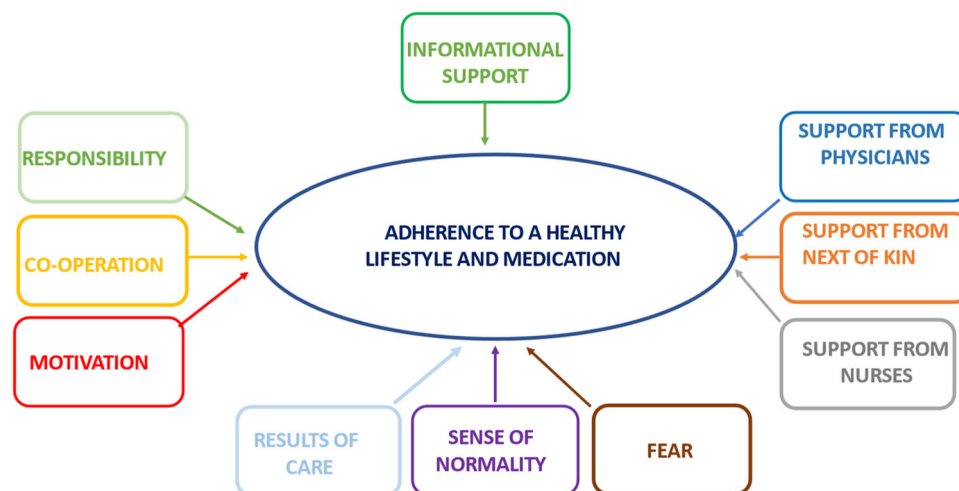 INFORMATIONAL
SUPPORT
RESPONSIBILITY
CO-OPERATION
MOTIVATION
ADHERENCE TO A HEALTHY
LIFESTYLE AND MEDICATION
SUPPORT FROM
PHYSICIANS
SUPPORT FROM
NEXT OF KIN
SUPPORT FROM
NURSES
RESULTS OF
CARE
SENSE OF
NORMALITY
FEAR